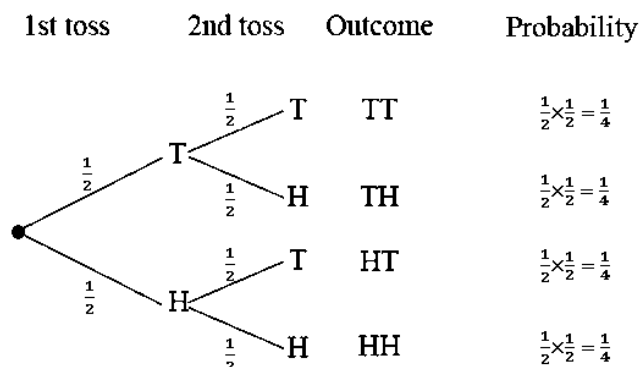 1st toss 2nd toss Outcome Probability
1/2 T TT 1/2×1/2=1/4
T
1/2
1/2 H TH 1/2×1/2=1/4
1/2 T HT 1/2×1/2=1/4
1/2
H
1/2 H HH 1/2×1/2=1/4